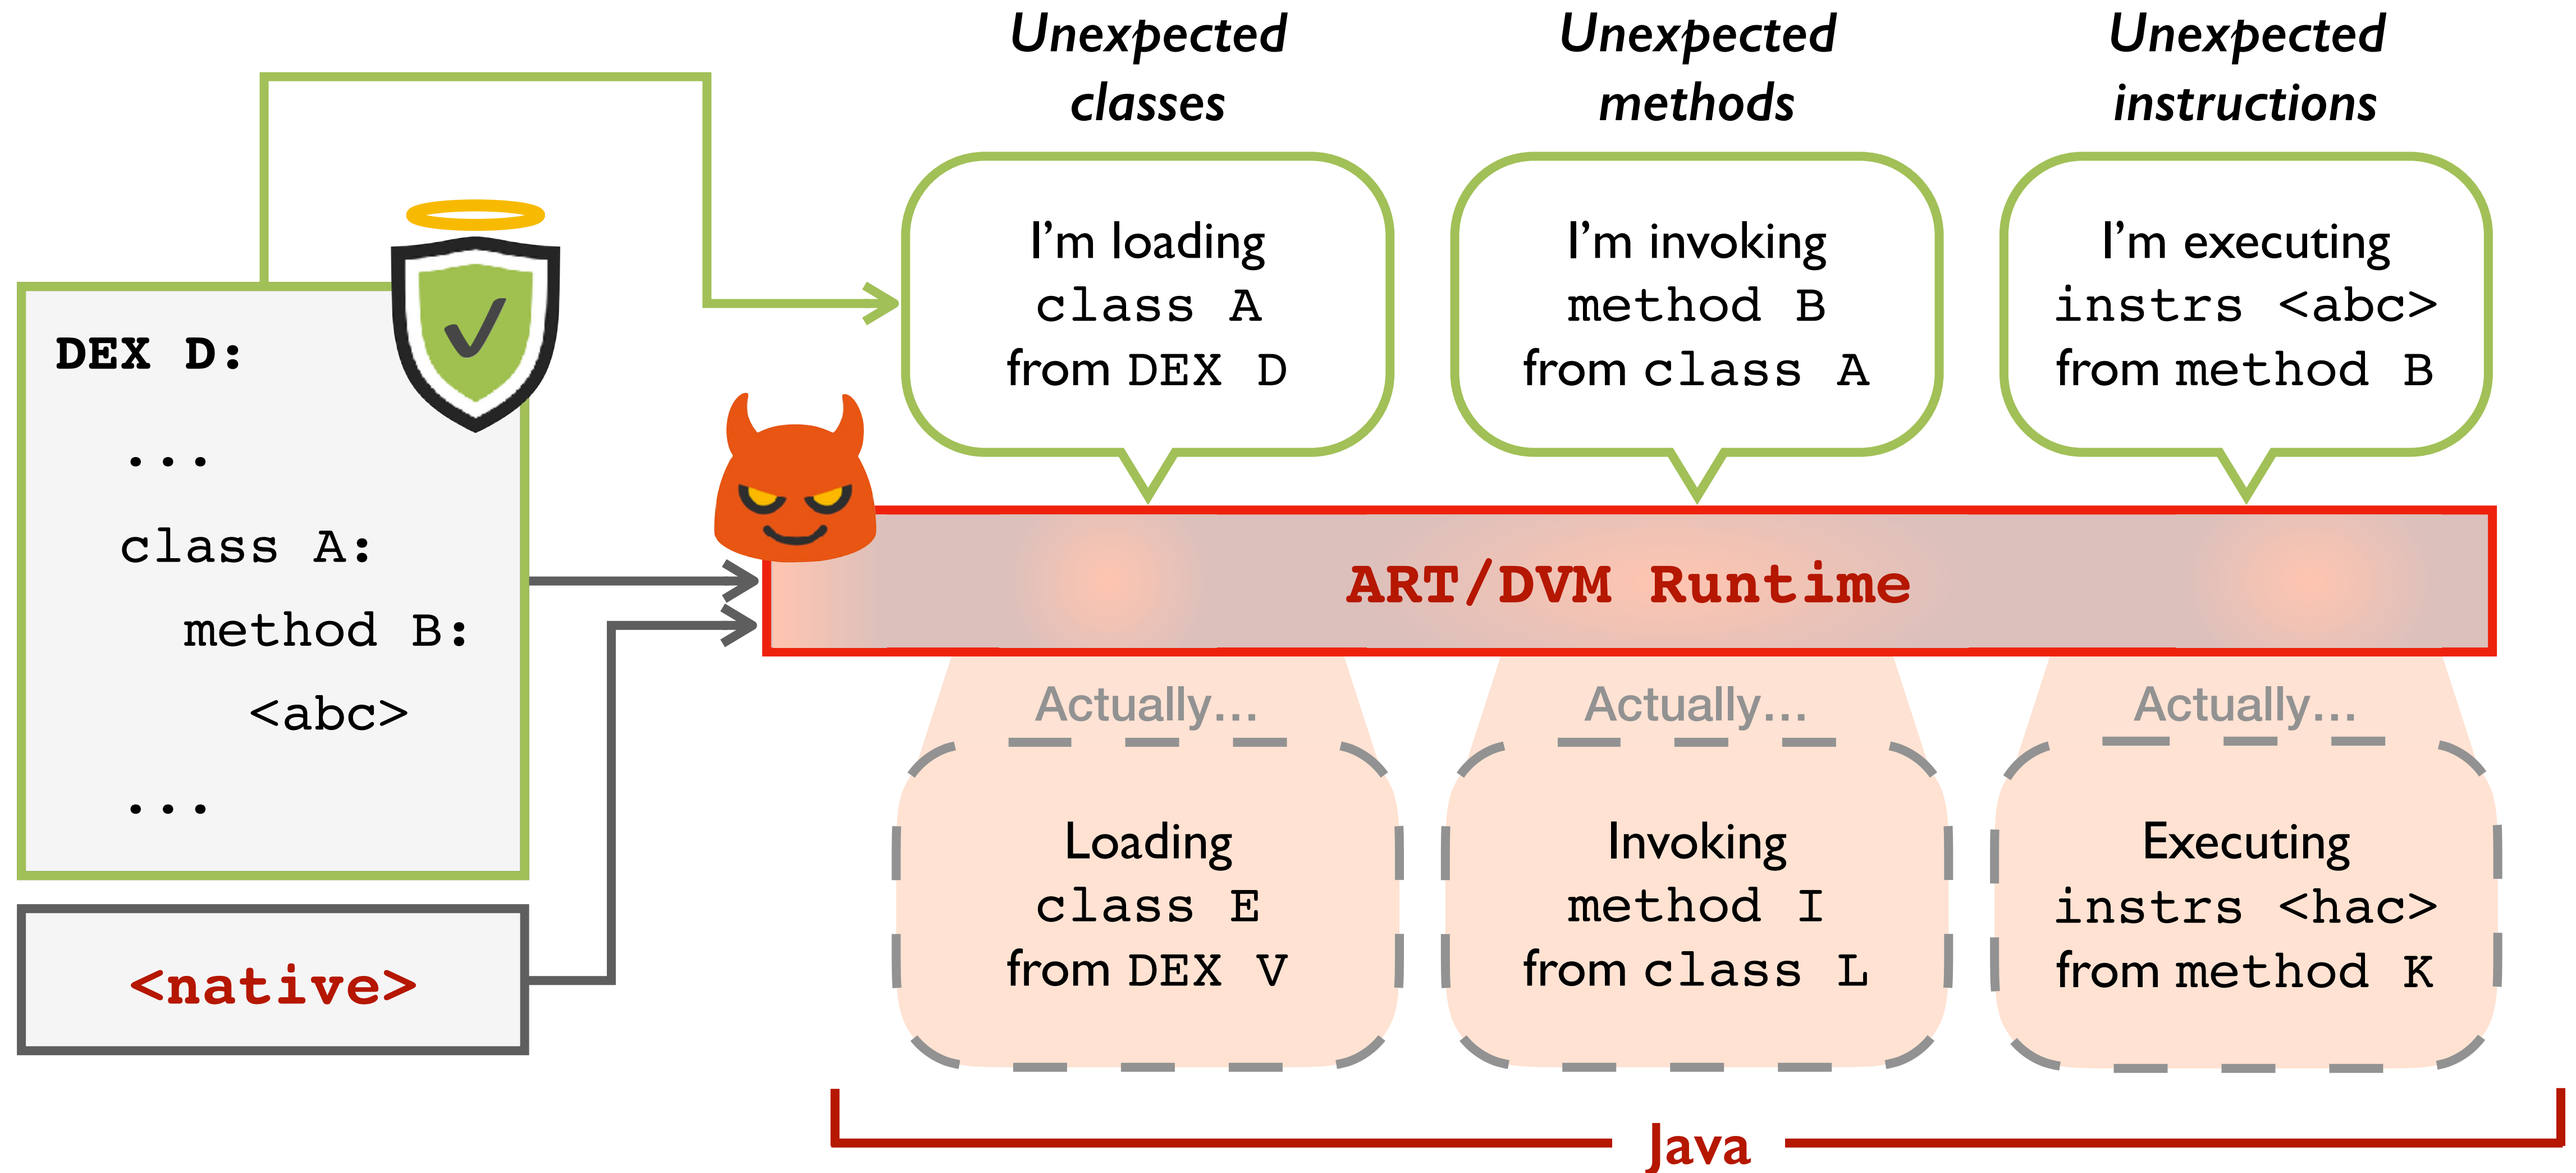 Unexpected
classes
Unexpected
methods
Unexpected
instructions
DEX D:
...
class A:
method B:
<abc>
...
<native>
I'm loading
class A
from DEX D
I'm invoking
method B
from class A
I'm executing
instrs <abc>
from method B
ART/DVM Runtime
Actually...
Loading
class E
from DEX V
Actually...
Invoking
method I
from class L
Actually...
Executing
instrs <hac>
from method K
Java